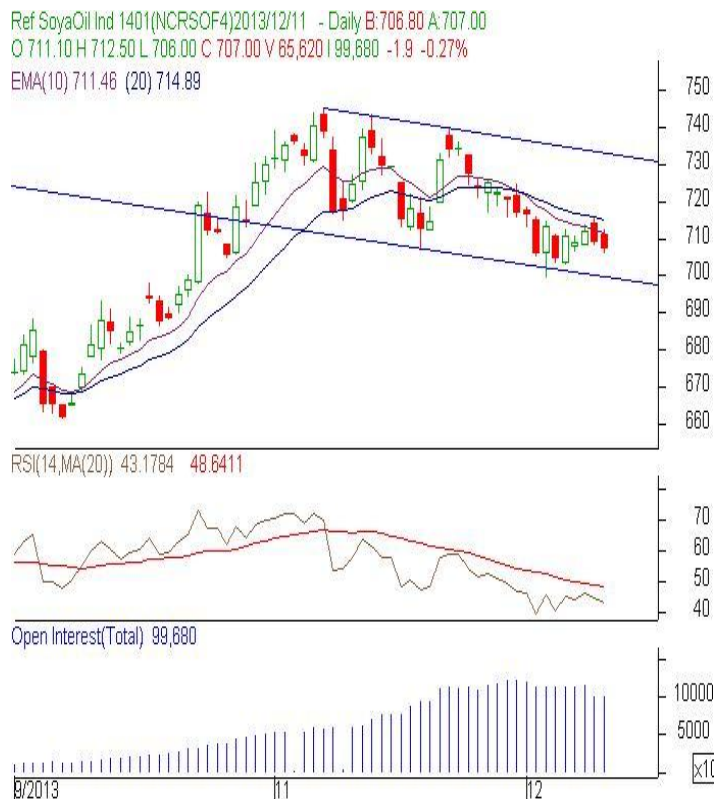 Ref SoyaOil Ind 1401(NCRSOF4)2013/12/11 - Daily B:706.80 A:707.00
O 711.10 H 712.50 L 706.00 C 707.00 V 65,620 I 99,680 -1.9 -0.27%
EMA(10) 711.46 (20) 714.89
750
740
730
720
710
700
690
680
670
660
RSI(14,MA(20)) 43.1784 48.6411
70
60
50
40
Open Interest(Total) 99,680
10000
5000
x10
9/2013 11 12